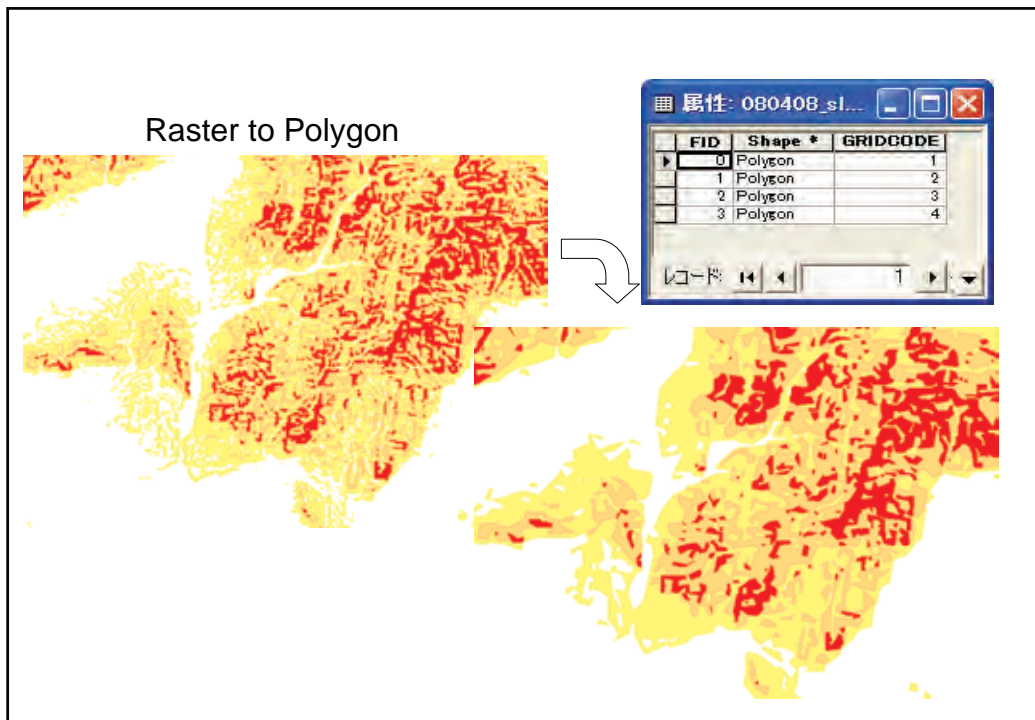 Raster to Polygon
属性: 080408_sl...
FID Shape * GRIDCODE
0 Polygon 1
1 Polygon 2
2 Polygon 3
3 Polygon 4
レコード: 1